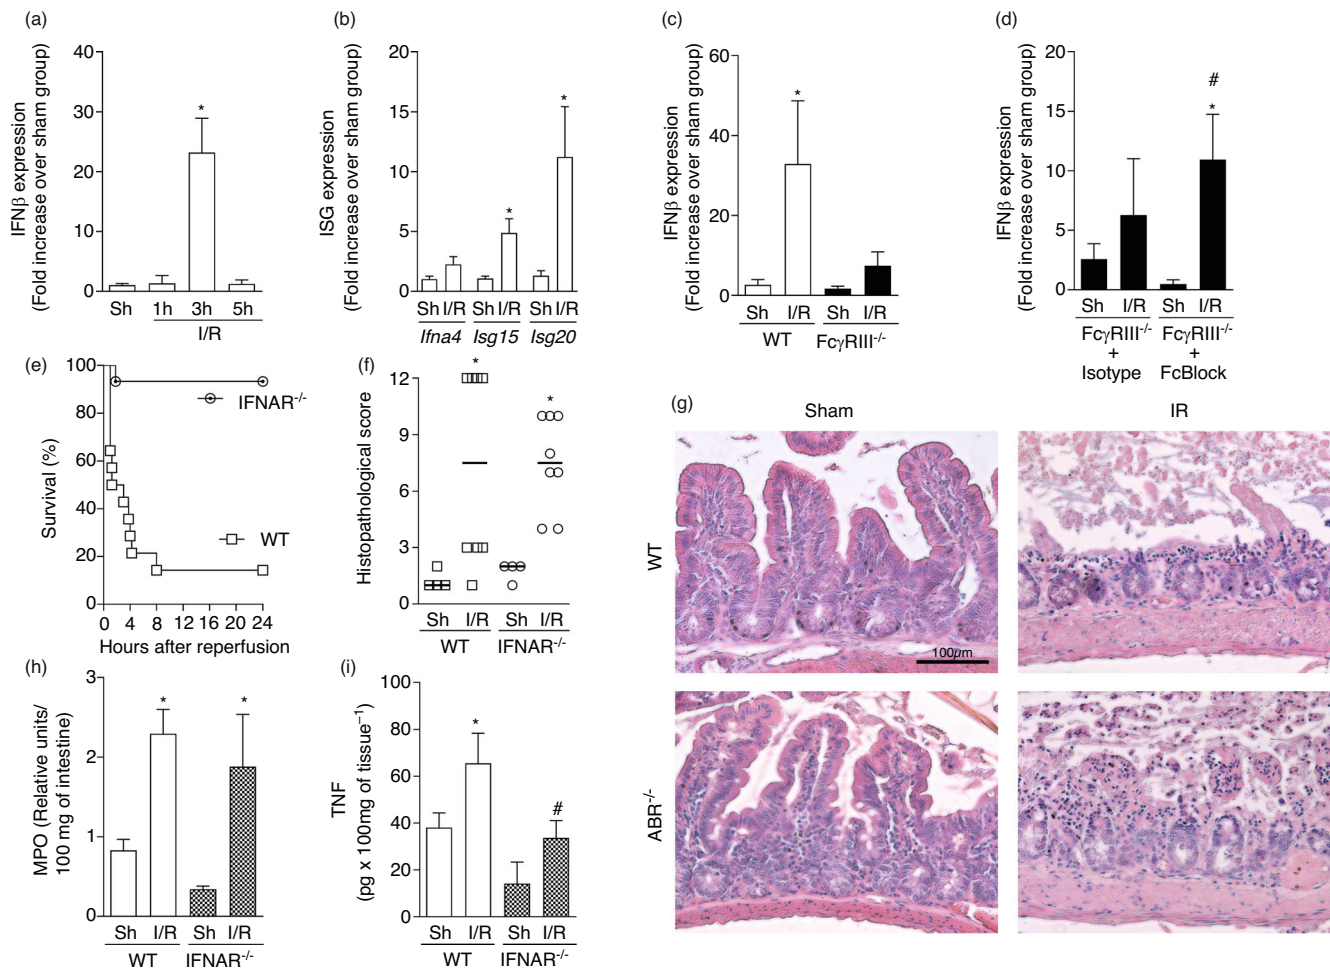 (a)
IFNβ expression
(Fold increase over sham group)
40
30
20
10
0
*
Sh 1h 3h 5h
I/R
(b)
ISG expression
(Fold increase over sham group)
20
15
10
5
0
* *
Sh I/R Sh I/R Sh I/R
Ifna4 Isg15 Isg20
(c)
IFNβ expression
(Fold increase over sham group)
60
40
20
0
*
Sh I/R Sh I/R
WT FcγRIII-/-
(d)
IFNβ expression
(Fold increase over sham group)
20
15
10
5
0
#
*
Sh I/R Sh I/R
FcγRIII-/- FcγRIII-/-
+ +
Isotype FcBlock
(e)
Survival (%)
100
80
60
40
20
0
IFNAR-/-
WT
0 4 8 12 16 20 24
Hours after reperfusion
(f)
Histopathological score
12
9
6
3
0
* *
Sh I/R Sh I/R
WT IFNAR-/-
(g)
Sham IR
WT
100µm
ABR-/-
(h)
MPO (Relative units/
100 mg of intestine)
3
2
1
0
* *
Sh I/R Sh I/R
WT IFNAR-/-
(i)
TNF
(pg x 100mg of tissue−1)
100
80
60
40
20
0
* #
Sh I/R Sh I/R
WT IFNAR-/-